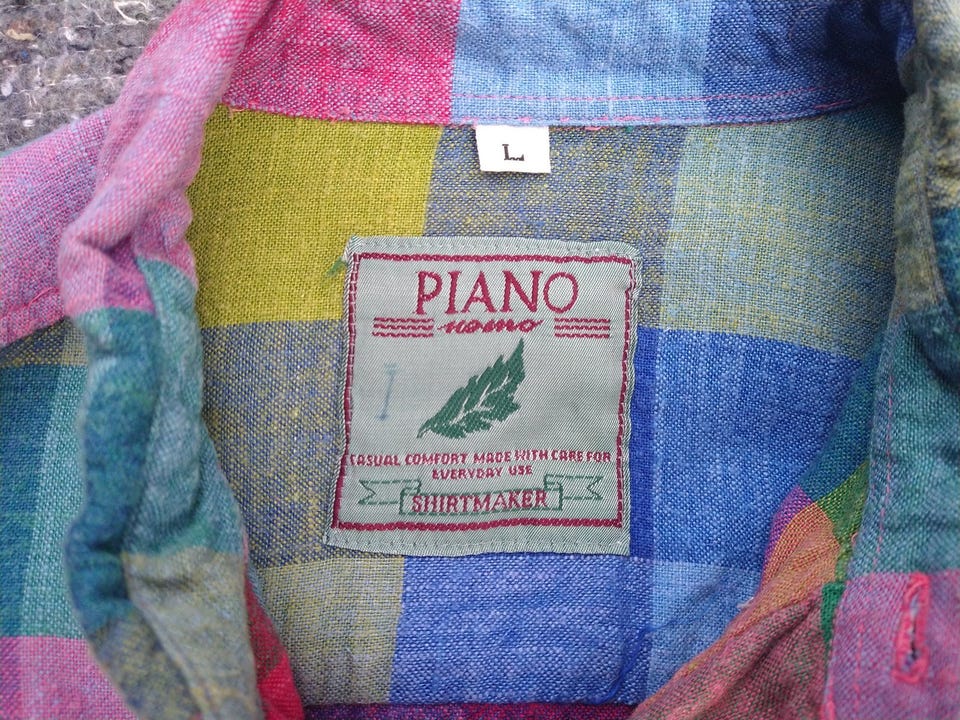 L
PIANO
uomo
CASUAL COMFORT MADE WITH CARE FOR
EVERYDAY USE
SHIRTMAKER